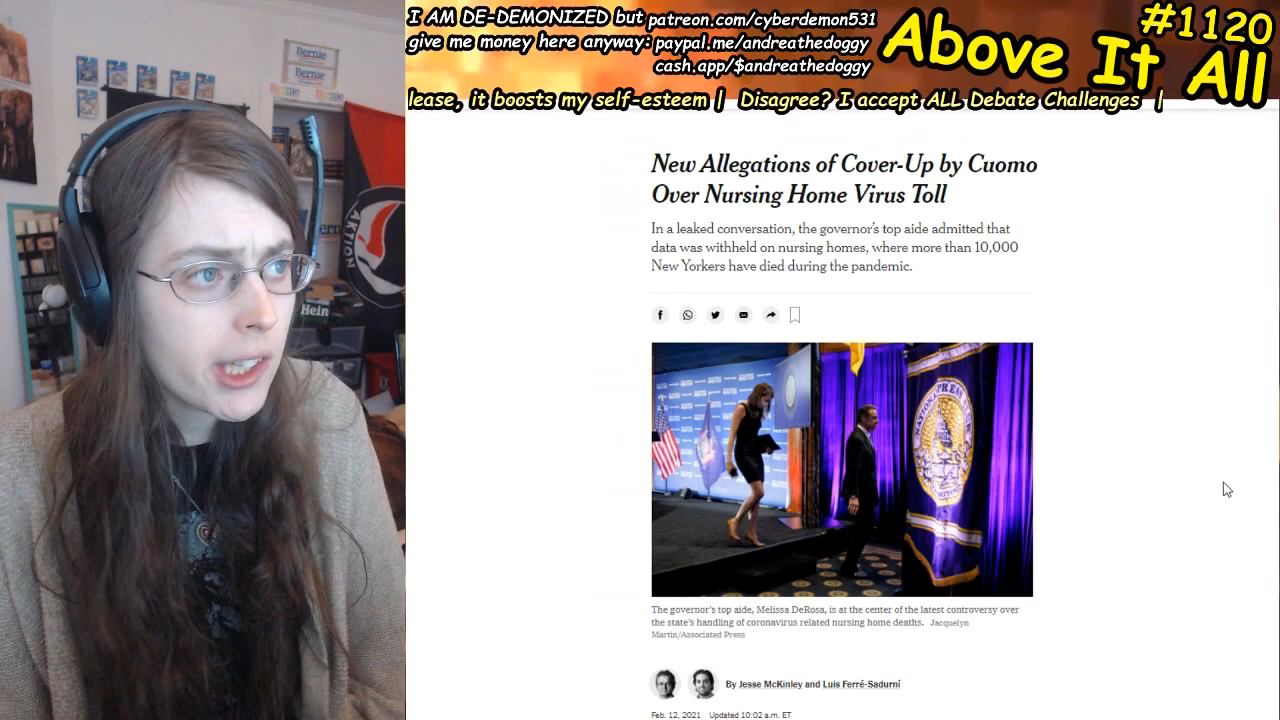 I AM DE-DEMONIZED but patreon.com/cyberdemon531
give me money here anyway: paypal.me/andreathedoggy
cash.app/$andreathedoggy
#1120
Above It All
lease, it boosts my self-esteem | Disagree? I accept ALL Debate Challenges |
Bernie
Bernie
AKTION
Hein
New Allegations of Cover-Up by Cuomo
Over Nursing Home Virus Toll
In a leaked conversation, the governor's top aide admitted that
data was withheld on nursing homes, where more than 10,000
New Yorkers have died during the pandemic.
The governor's top aide, Melissa DeRosa, is at the center of the latest controversy over
the state's handling of coronavirus related nursing home deaths. Jacquelyn
Martin/Associated Press
By Jesse McKinley and Luis Ferré-Sadurní
Feb. 12, 2021 Updated 10:02 a.m. ET